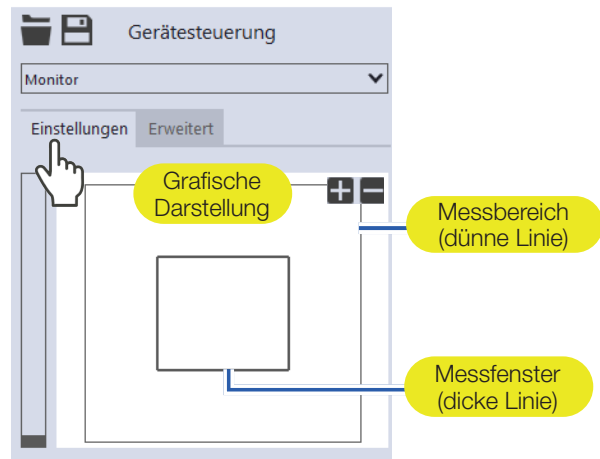 Gerätesteuerung
Monitor
Einstellungen Erweitert
Grafische
Darstellung
Messbereich
(dünne Linie)
Messfenster
(dicke Linie)